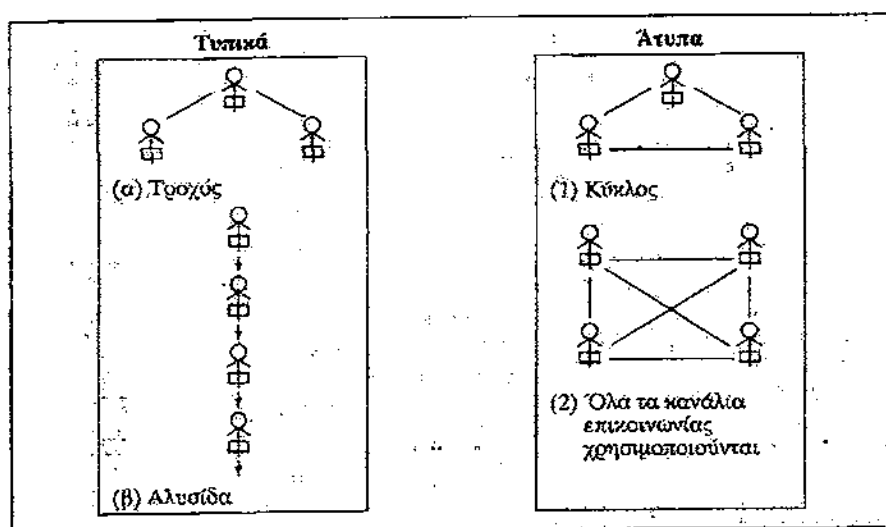 Τυπικά
(α) Τροχός
(β) Αλυσίδα
Άτυπα
(1) Κύκλος
(2) Όλα τα κανάλια
επικοινωνίας
χρησιμοποιούνται